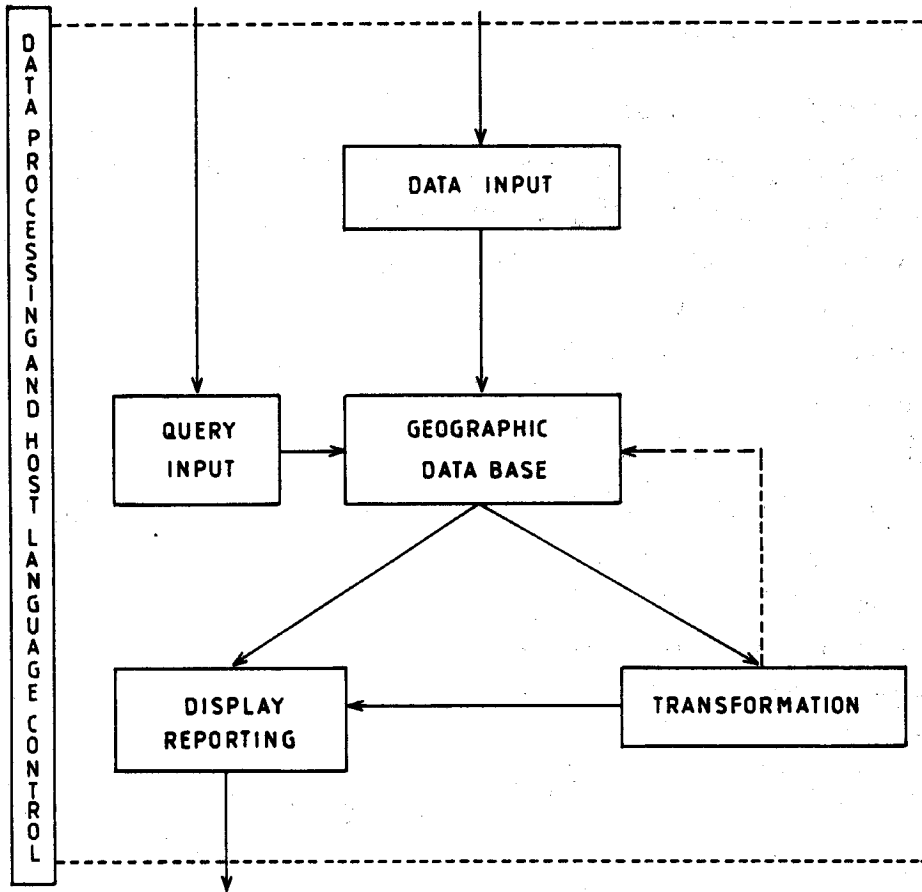 DATA PROCESSING AND HOST LANGUAGE CONTROL
DATA INPUT
QUERY
INPUT
GEOGRAPHIC
DATA BASE
DISPLAY
REPORTING
TRANSFORMATION